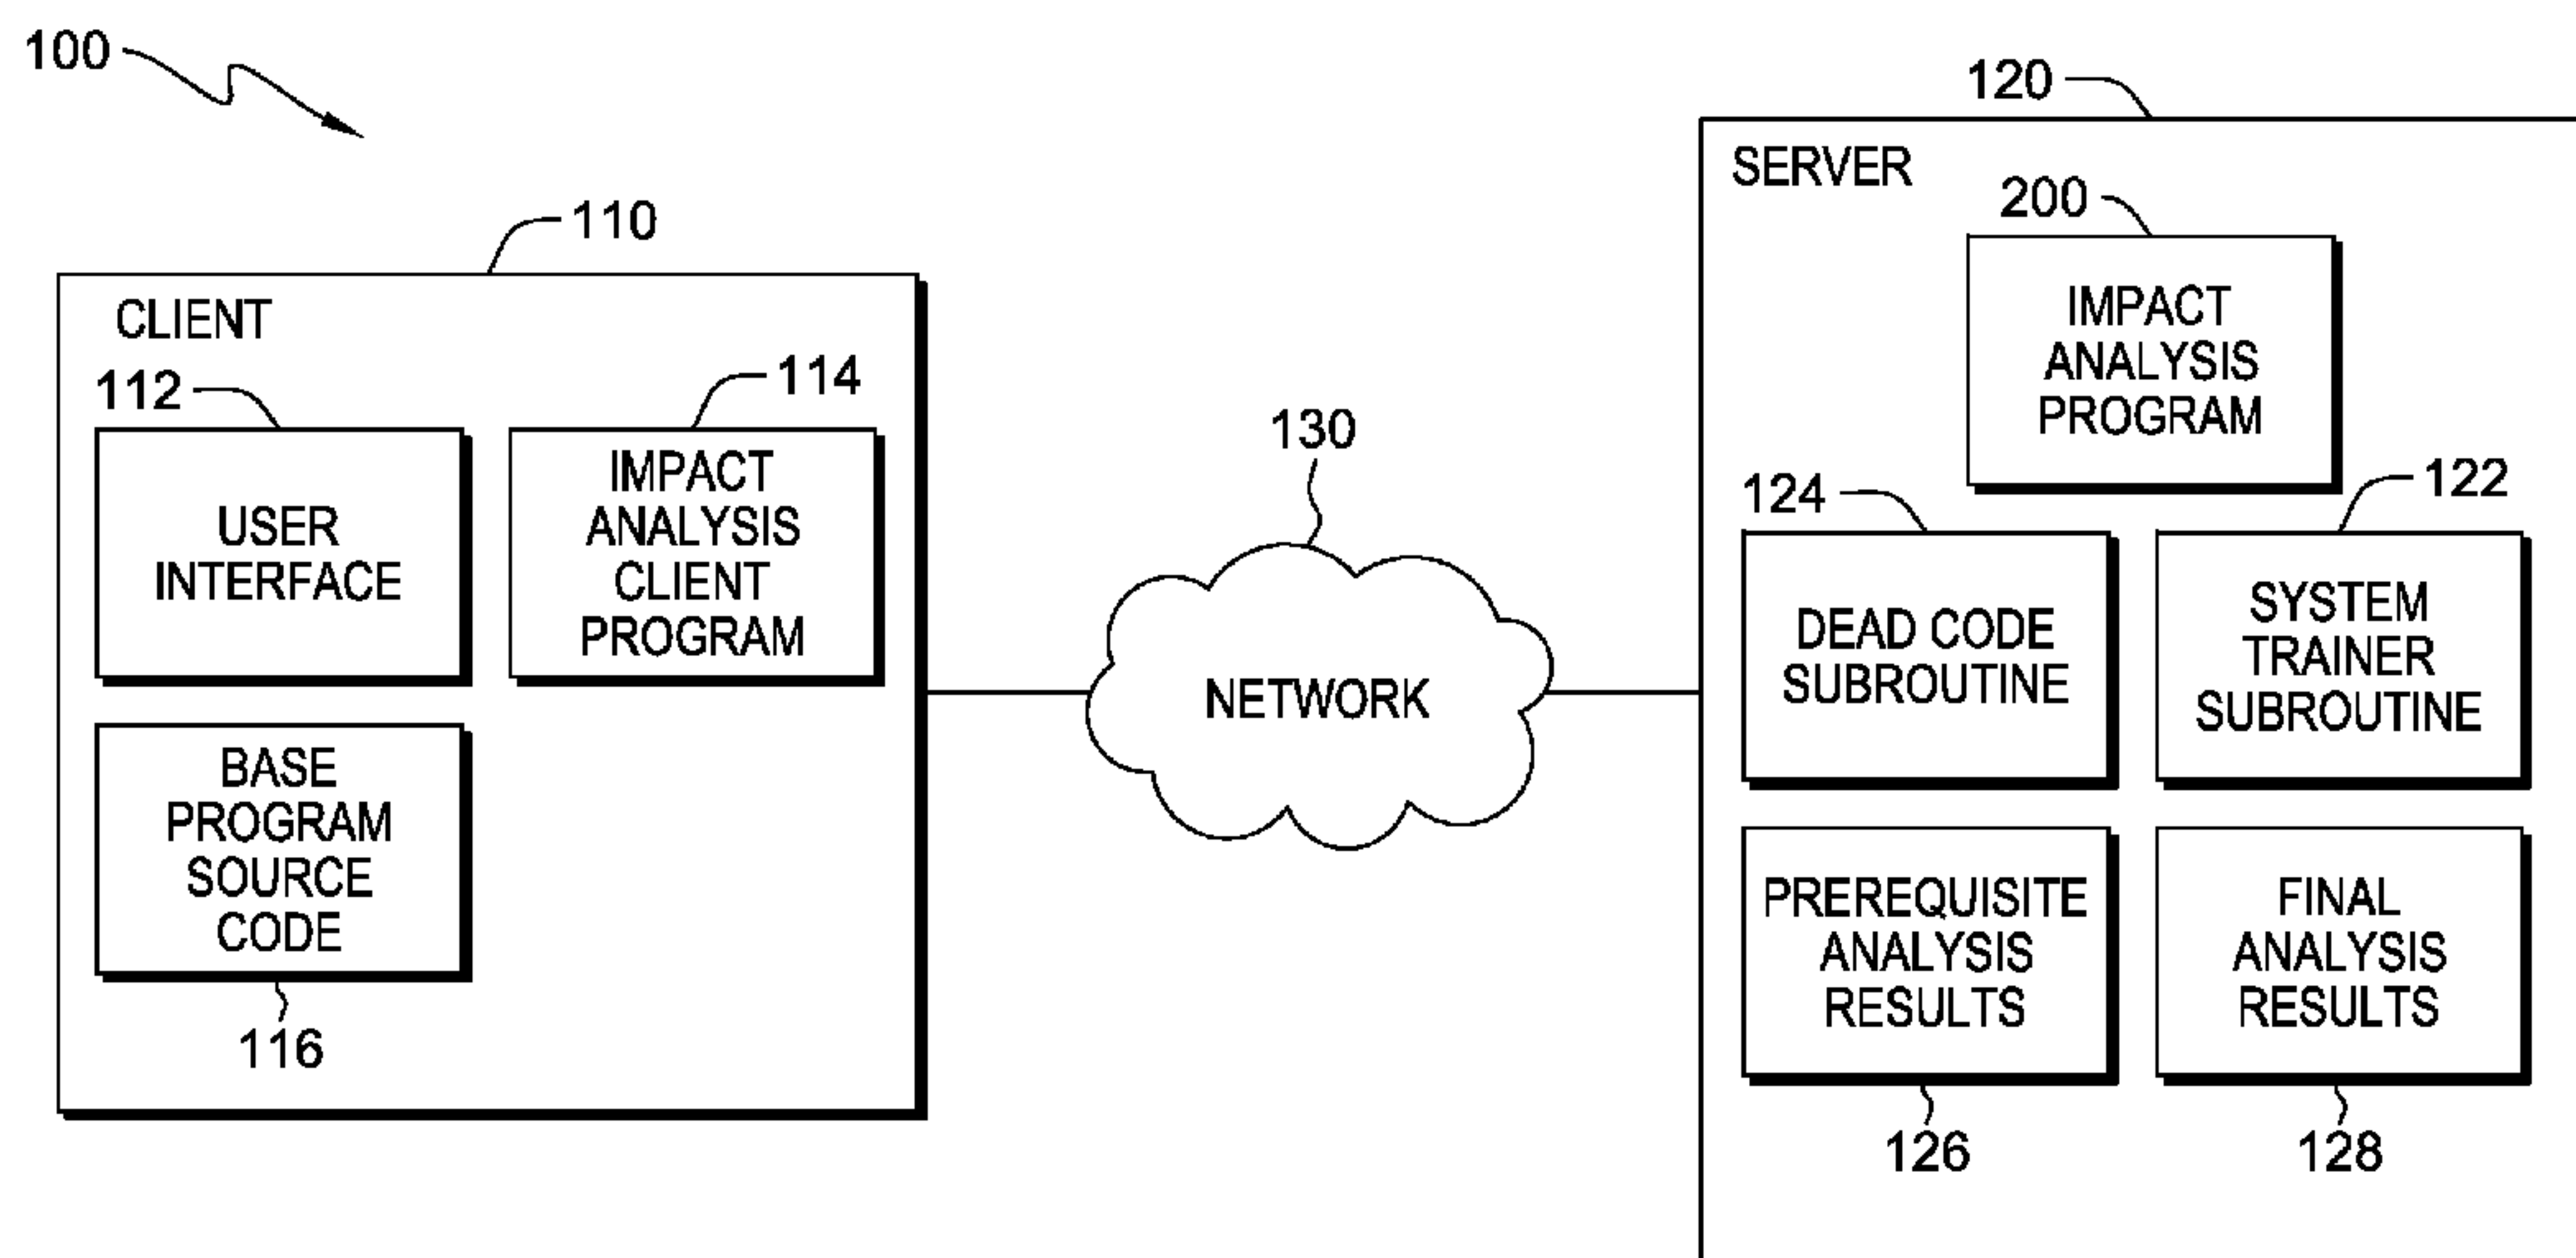 100
110
CLIENT
112
USER
INTERFACE
114
IMPACT
ANALYSIS
CLIENT
PROGRAM
BASE
PROGRAM
SOURCE
CODE
116
130
NETWORK
120
SERVER
200
IMPACT
ANALYSIS
PROGRAM
124
DEAD CODE
SUBROUTINE
122
SYSTEM
TRAINER
SUBROUTINE
PREREQUISITE
ANALYSIS
RESULTS
126
FINAL
ANALYSIS
RESULTS
128